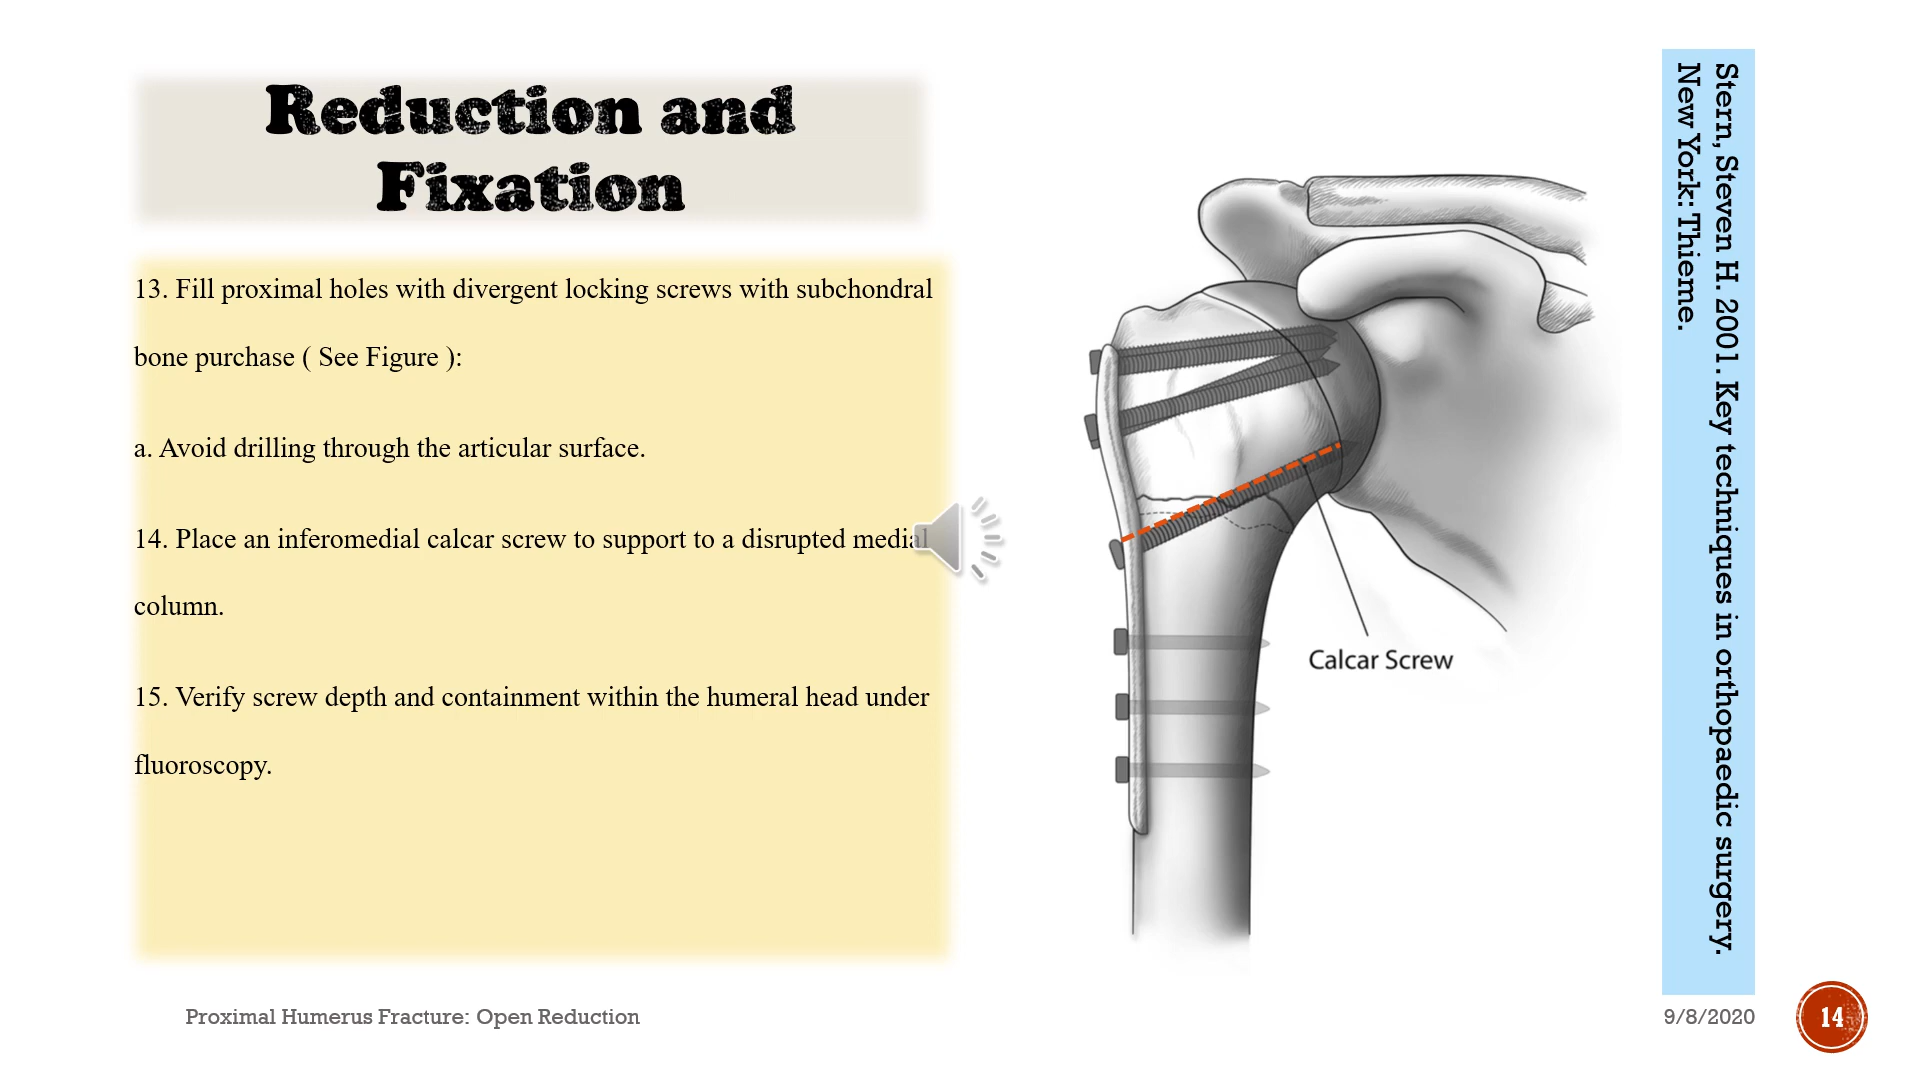 Reduction and
Fixation
13. Fill proximal holes with divergent locking screws with subchondral
bone purchase ( See Figure ):
a. Avoid drilling through the articular surface.
14. Place an inferomedial calcar screw to support to a disrupted medial
column.
15. Verify screw depth and containment within the humeral head under
fluoroscopy.
Calcar Screw
Stern, Steven H. 2001. Key techniques in orthopaedic surgery.
New York: Thieme.
Proximal Humerus Fracture: Open Reduction
9/8/2020
14